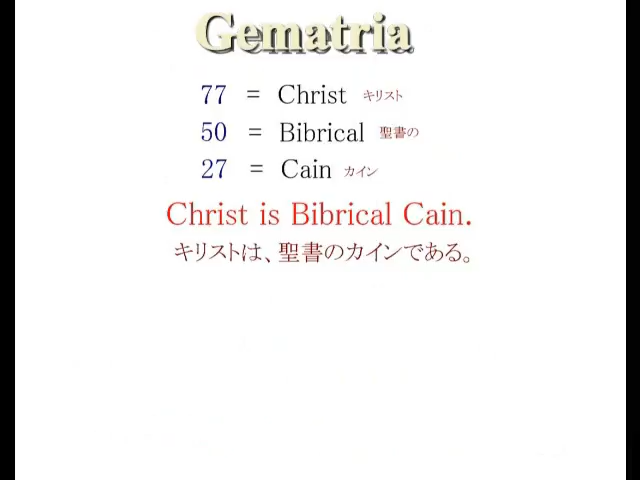 Gematria
77 = Christ キリスト
50 = Bibrical 聖書の
27 = Cain カイン
Christ is Bibrical Cain.
キリストは、聖書のカインである。